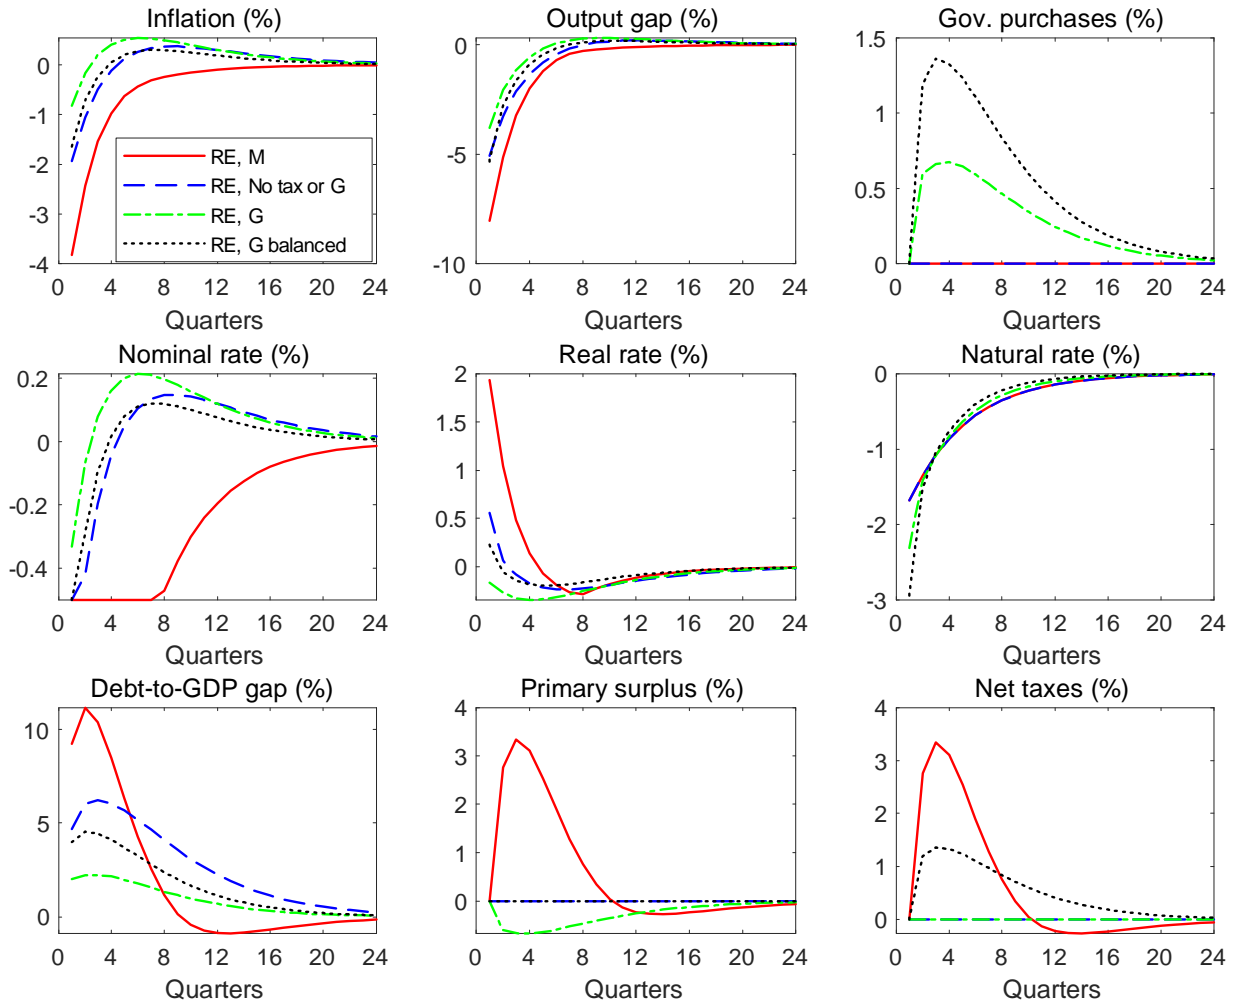 Inflation (%)
0
-1
-2
-3
-4
0 4 8 12 16 20 24
Quarters
RE, M
RE, No tax or G
RE, G
RE, G balanced
Output gap (%)
0
-5
-10
0 4 8 12 16 20 24
Quarters
Gov. purchases (%)
1.5
1
0.5
0
0 4 8 12 16 20 24
Quarters
Nominal rate (%)
0.2
0
-0.2
-0.4
0 4 8 12 16 20 24
Quarters
Real rate (%)
2
1.5
1
0.5
0
0 4 8 12 16 20 24
Quarters
Natural rate (%)
0
-1
-2
-3
0 4 8 12 16 20 24
Quarters
Debt-to-GDP gap (%)
10
5
0
0 4 8 12 16 20 24
Quarters
Primary surplus (%)
4
3
2
1
0
0 4 8 12 16 20 24
Quarters
Net taxes (%)
4
3
2
1
0
0 4 8 12 16 20 24
Quarters